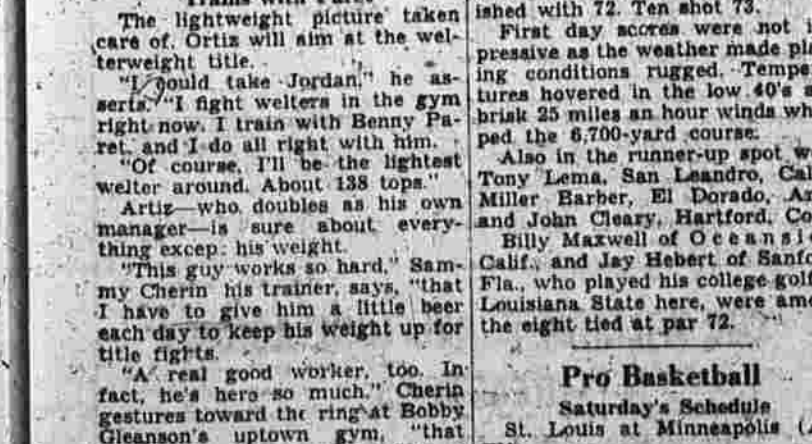 The lightweight picture taken
care of, Ortiz will aim at the wel-
terweight title.
"I could take Jordan," he as-
serts. "I fight welters in the gym
right now. I train with Benny Pa-
ret, and I do all right with him.
"Of course, I'll be the lightest
welter around. About 138 tops."
Artiz—who doubles as his own
manager—is sure about every-
thing excep: his weight.
"This guy works so hard," Sam-
my Cherin his trainer, says, "that
I have to give him a little beer
each day to keep his weight up for
title fights.
"A real good worker, too. In
fact, he's here so much," Cherin
gestures toward the ring at Bobby
Gleanson's uptown gym, "that
ished with 72. Ten shot 73.
First day scores were not
pressive as the weather made
ing conditions rugged. Tempe
tures hovered in the low 40's
brisk 25 miles an hour winds
ped the 6,700-yard course.
Also in the runner-up spot
Tony Lema, San Leandro, Cal
Miller Barber, El Dorado,
and John Cleary, Hartford,
Billy Maxwell of Oceansi
Calif., and Jay Hebert of Sanfo
Fla., who played his college gol
Louisiana State here, were
the eight tied at par 72.
Pro Basketball
Saturday's Schedule
St. Louis at Minneapolis